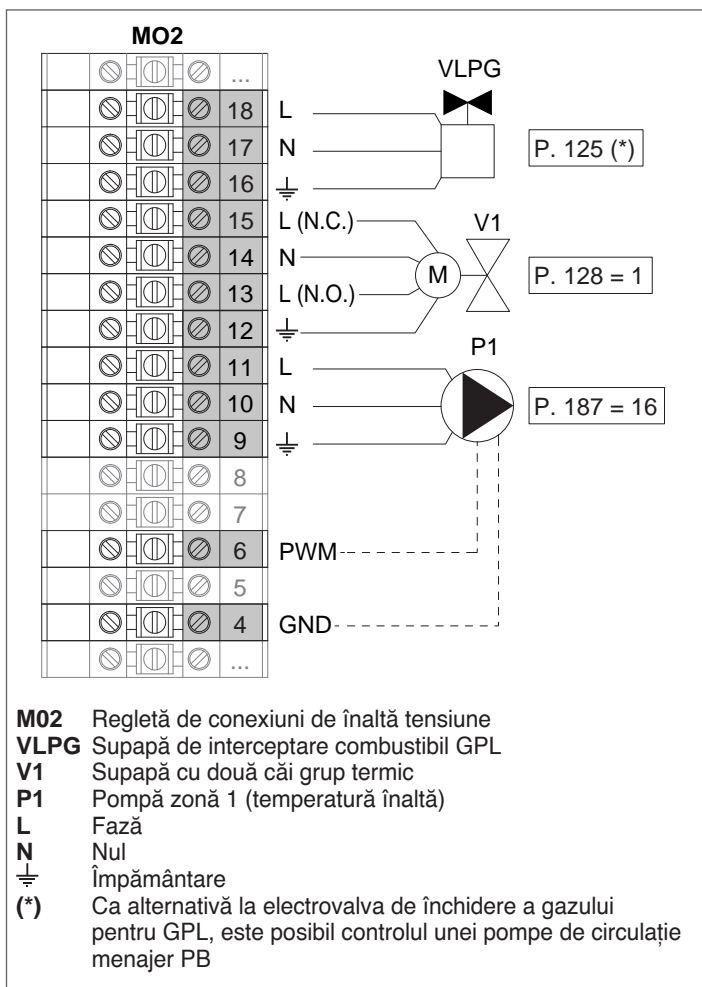 MO2
...
VLPG
18 L
17 N
16
P. 125 (*)
15 L (N.C.)
V1
14 N
M
13 L (N.O.)
P. 128 = 1
12
P1
11 L
10 N
P. 187 = 16
9
8
7
6 PWM
5
4 GND
...
M02 Regletă de conexiuni de înaltă tensiune
VLPG Supapă de interceptare combustibil GPL
V1 Supapă cu două căi grup termic
P1 Pompă zonă 1 (temperatură înaltă)
L Fază
N Nul
⏚ Împământare
(*) Ca alternativă la electrovalva de închidere a gazului
pentru GPL, este posibil controlul unei pompe de circulație
menajer PB